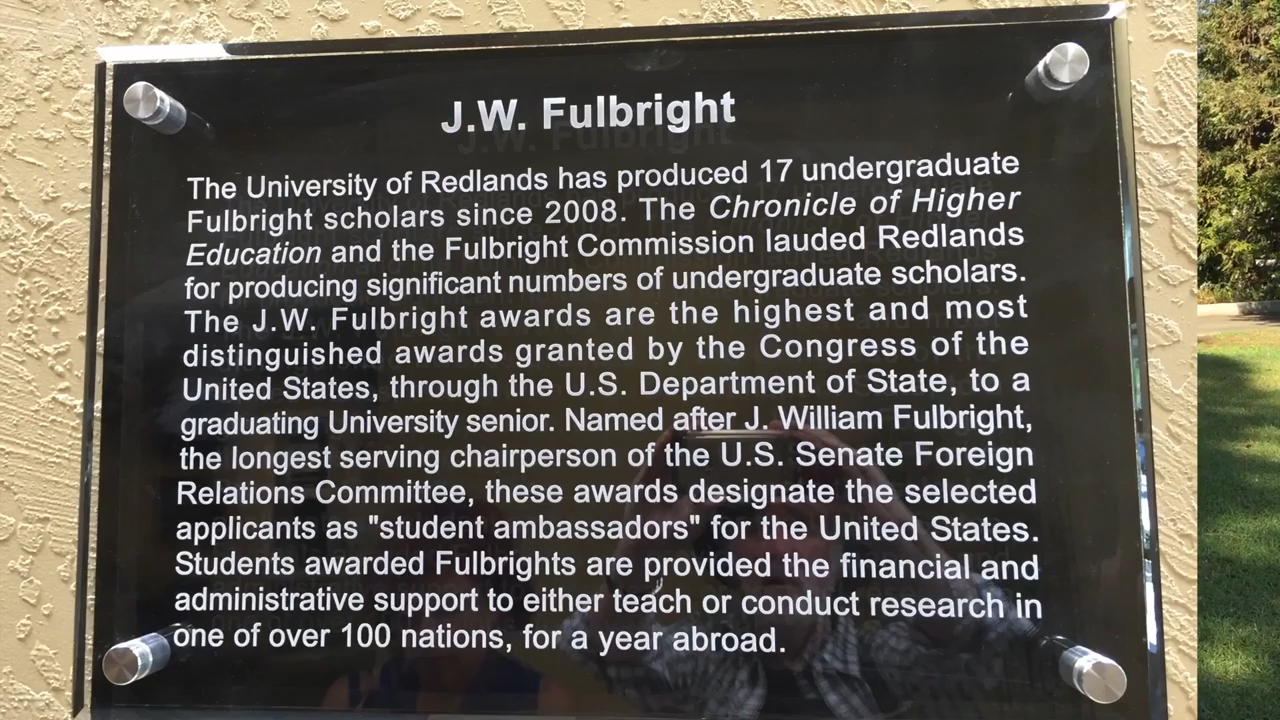 J.W. Fulbright
The University of Redlands has produced 17 undergraduate
Fulbright scholars since 2008. The Chronicle of Higher
Education and the Fulbright Commission lauded Redlands
for producing significant numbers of undergraduate scholars.
The J.W. Fulbright awards are the highest and most
distinguished awards granted by the Congress of the
United States, through the U.S. Department of State, to a
graduating University senior. Named after J. William Fulbright,
the longest serving chairperson of the U.S. Senate Foreign
Relations Committee, these awards designate the selected
applicants as "student ambassadors" for the United States.
Students awarded Fulbrights are provided the financial and
administrative support to either teach or conduct research in
one of over 100 nations, for a year abroad.